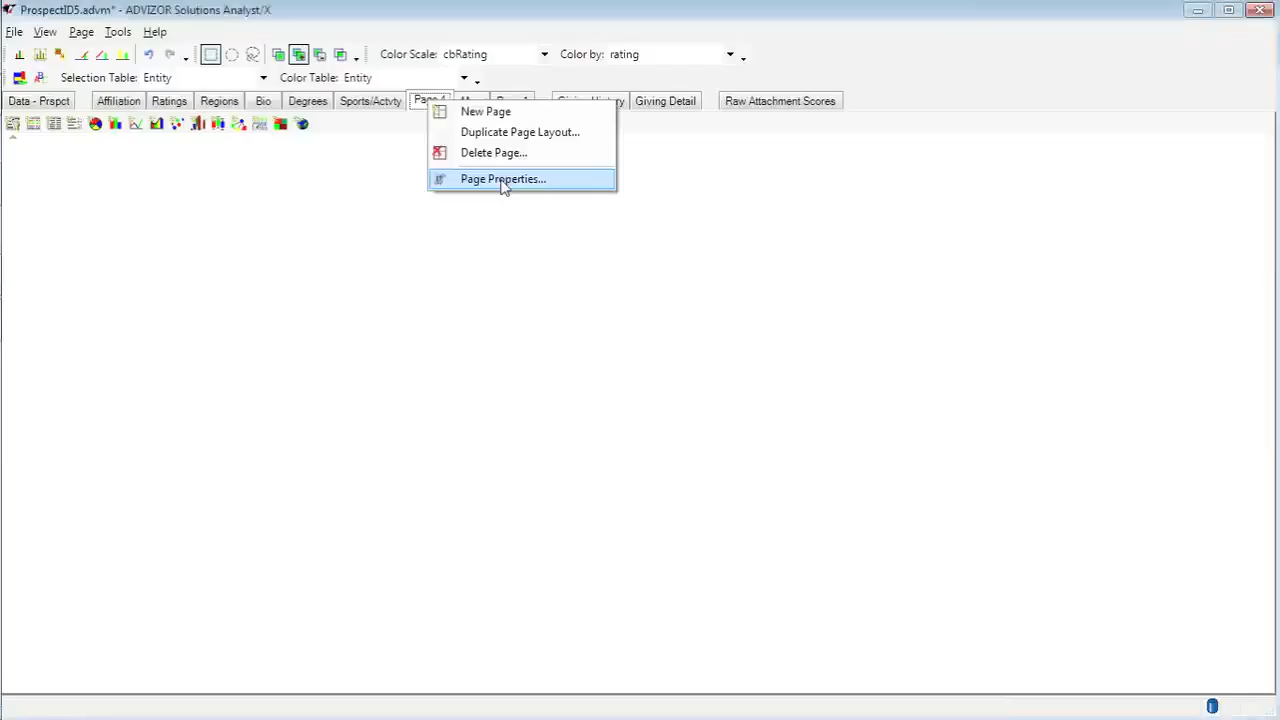 ProspectID5.advm* - ADVIZOR Solutions Analyst/X
File View Page Tools Help
Color Scale: cbRating Color by: rating
Selection Table: Entity Color Table: Entity
Data - Prspct Affiliation Ratings Regions Bio Degrees Sports/Actvty Giving Detail Raw Attachment Scores
New Page
Duplicate Page Layout...
Delete Page...
Page Properties...